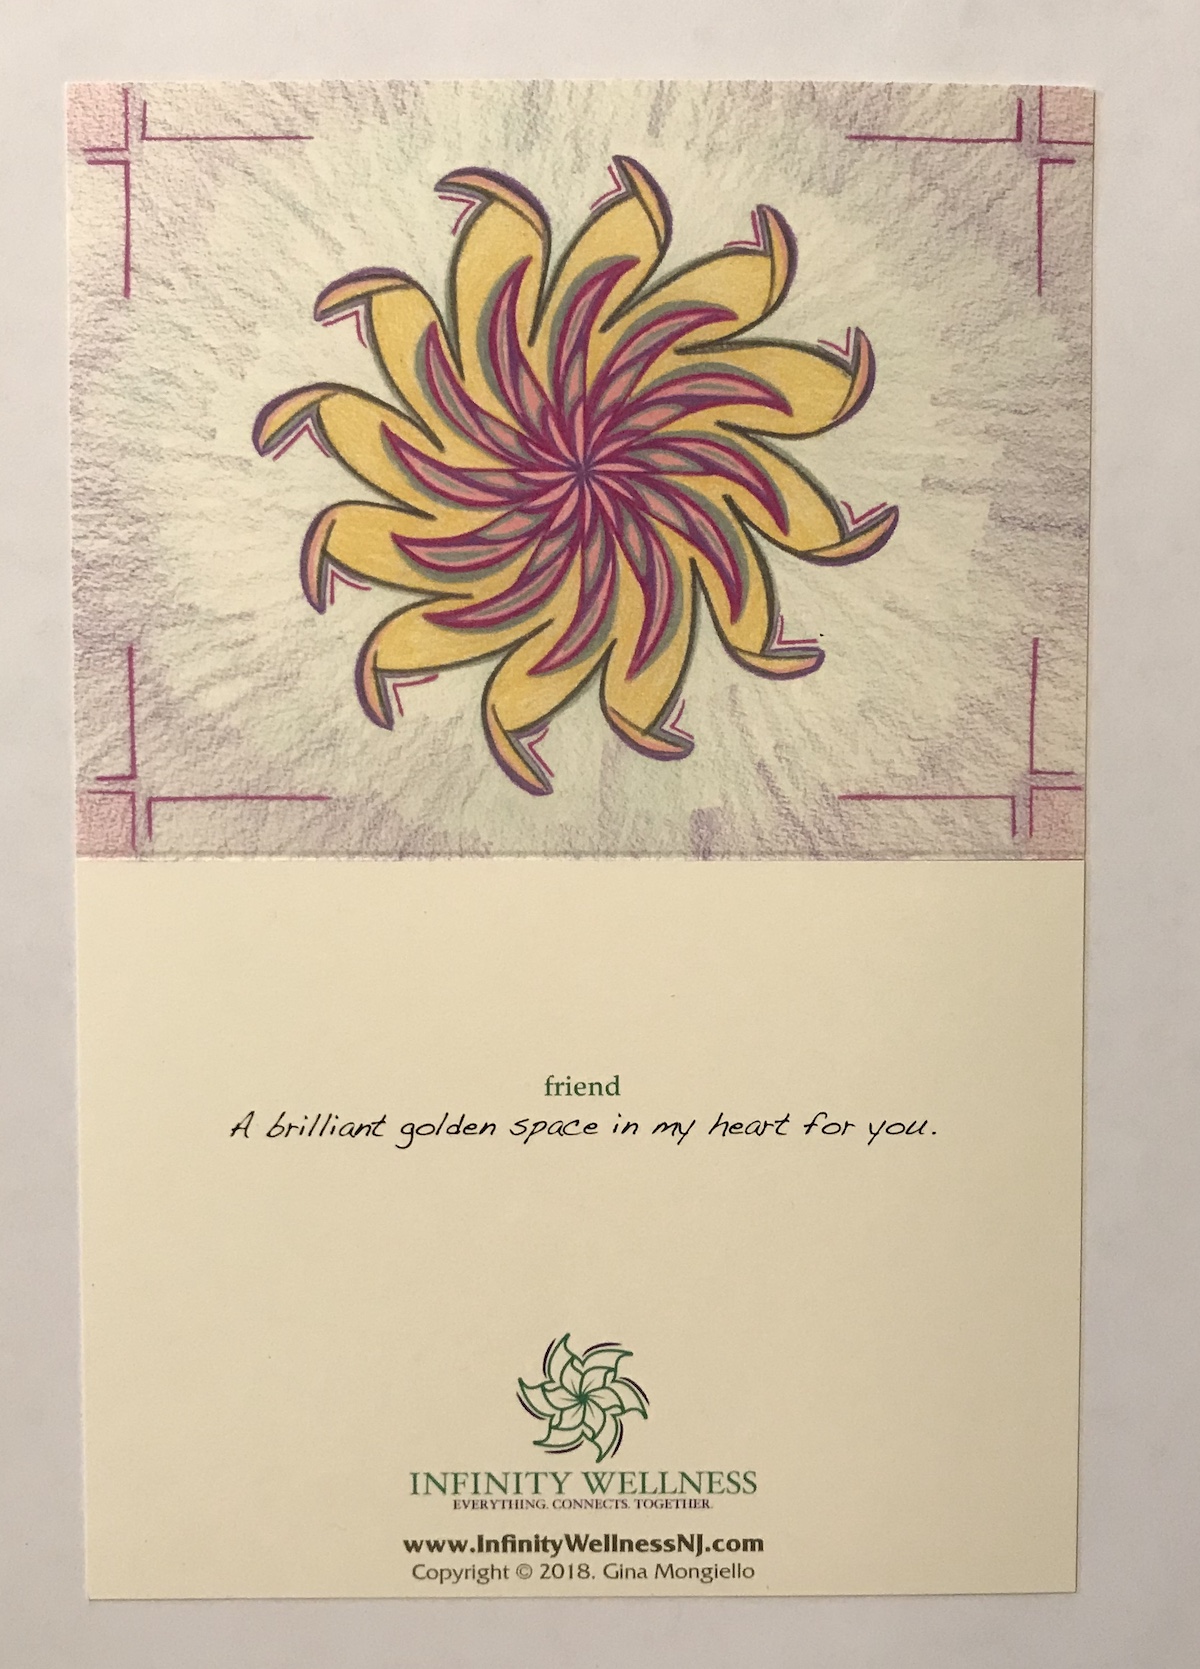 friend
A brilliant golden space in my heart for you.
INFINITY WELLNESS
EVERYTHING. CONNECTS. TOGETHER.
www.InfinityWellnessNJ.com
Copyright © 2018. Gina Mongiello